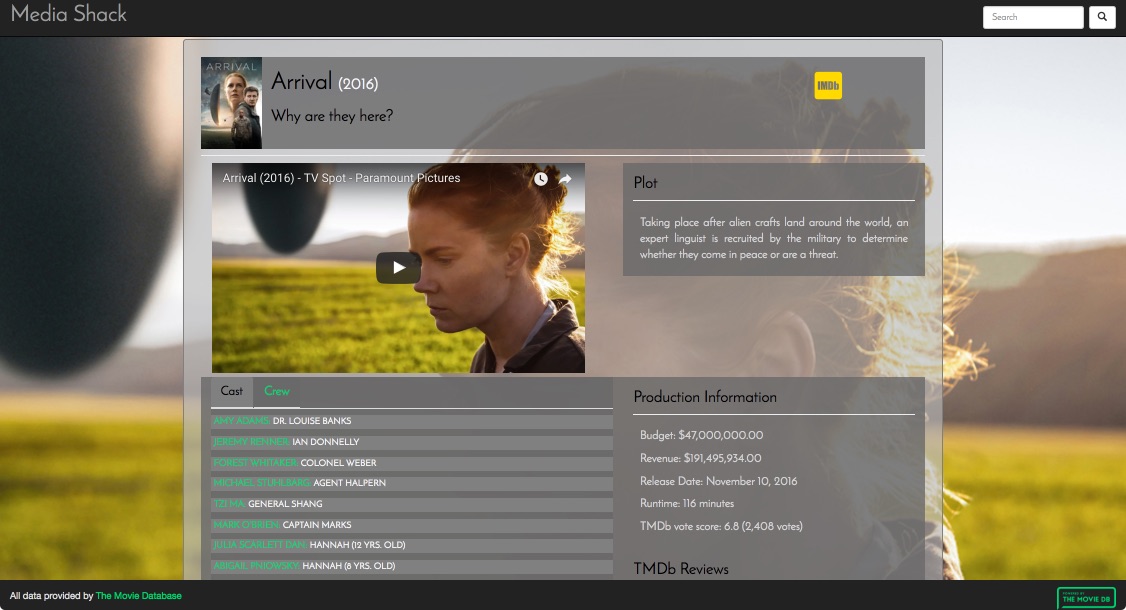 Media Shack
Search
ARRIVAL
Arrival (2016)
IMDb
Why are they here?
Arrival (2016) - TV Spot - Paramount Pictures
Plot
Taking place after alien crafts land around the world, an
expert linguist is recruited by the military to determine
whether they come in peace or are a threat.
Cast
Crew
AMY ADAMS: DR. LOUISE BANKS
JEREMY RENNER: IAN DONNELLY
FOREST WHITAKER: COLONEL WEBER
MICHAEL STUHLBARG: AGENT HALPERN
TZI MA: GENERAL SHANG
MARK O'BRIEN: CAPTAIN MARKS
JULIA SCARLETT DAN: HANNAH (12 YRS. OLD)
ABIGAIL PNIOWSKY: HANNAH (8 YRS. OLD)
Production Information
Budget: $47,000,000.00
Revenue: $191,495,934.00
Release Date: November 10, 2016
Runtime: 116 minutes
TMDb vote score: 6.8 (2,408 votes)
TMDb Reviews
All data provided by The Movie Database
POWERED BY
THE MOVIE DB